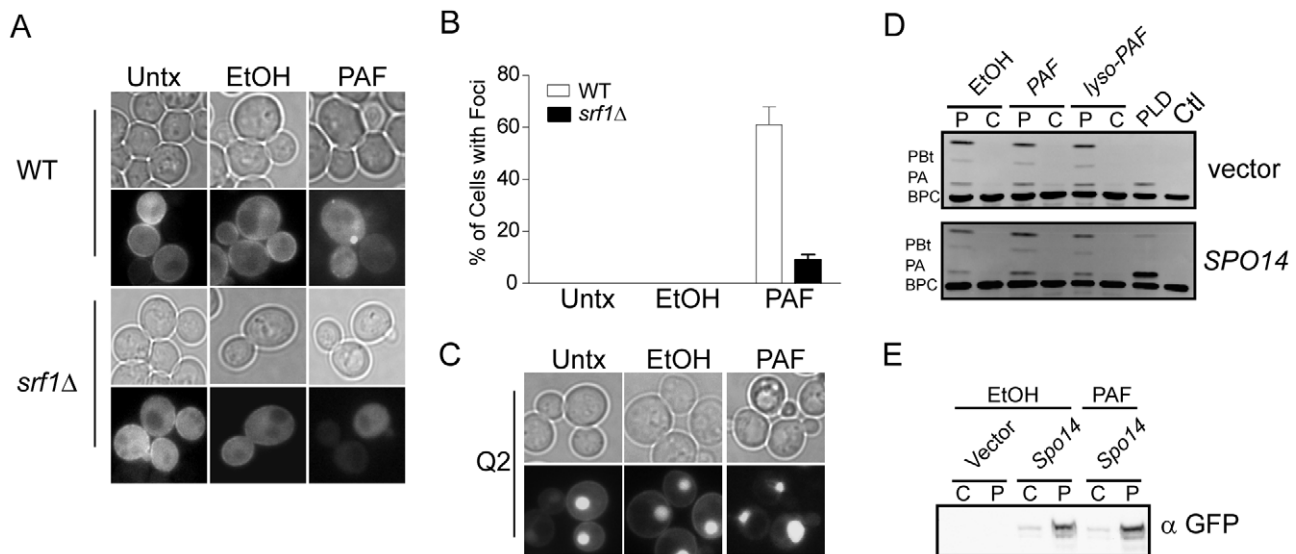 A
Untx EtOH PAF
WT
srf1Δ
B
% of Cells with Foci
80
60
40
20
0
WT
srf1Δ
Untx EtOH PAF
C
Untx EtOH PAF
Q2
D
EtOH PAF lyso-PAF PLD Ctl
P C P C P C
PBt
PA
BPC
vector
PBt
PA
BPC
SPO14
E
EtOH PAF
Vector Spo14 Spo14
C P C P C P
α GFP